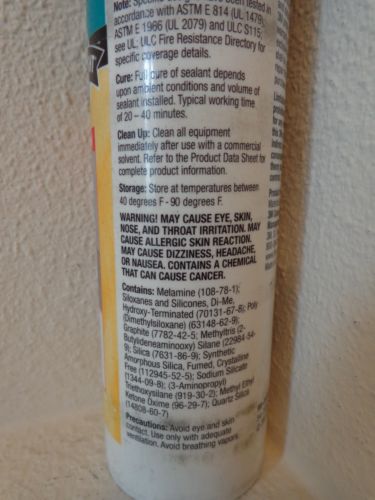 Note:
accordance with ASTM E 814 (UL 1479),
ASTM E 1966 (UL 2079) and ULC S115;
see UL; ULC Fire Resistance Directory for
specific coverage details.
Cure: Full cure of sealant depends
upon ambient conditions and volume of
sealant installed. Typical working time
of 20 – 40 minutes.
Clean Up: Clean all equipment
immediately after use with a commercial
solvent. Refer to the Product Data Sheet for
complete product information.
Storage: Store at temperatures between
40 degrees F - 90 degrees F.
WARNING! MAY CAUSE EYE, SKIN,
NOSE, AND THROAT IRRITATION. MAY
CAUSE ALLERGIC SKIN REACTION.
MAY CAUSE DIZZINESS, HEADACHE,
OR NAUSEA. CONTAINS A CHEMICAL
THAT CAN CAUSE CANCER.
Contains: Melamine (108-78-1);
Siloxanes and Silicones, Di-Me,
Hydroxy-Terminated (70131-67-8); Poly
(Dimethylsiloxane) (63148-62-9);
Graphite (7782-42-5); Methyltris (2-
Butylideneaminooxy) Silane (22984-54-
9); Silica (7631-86-9); Synthetic
Amorphous Silica, Fumed, Crystalline
Free (112945-52-5); Sodium Silicate
(1344-09-8); (3-Aminopropyl)
Triethoxysilane (919-30-2); Methyl Ethyl
Ketone Oxime (96-29-7); Quartz Silica
(14808-60-7)
Precautions: Avoid eye and skin
contact. Use only with adequate
ventilation. Avoid breathing vapors.